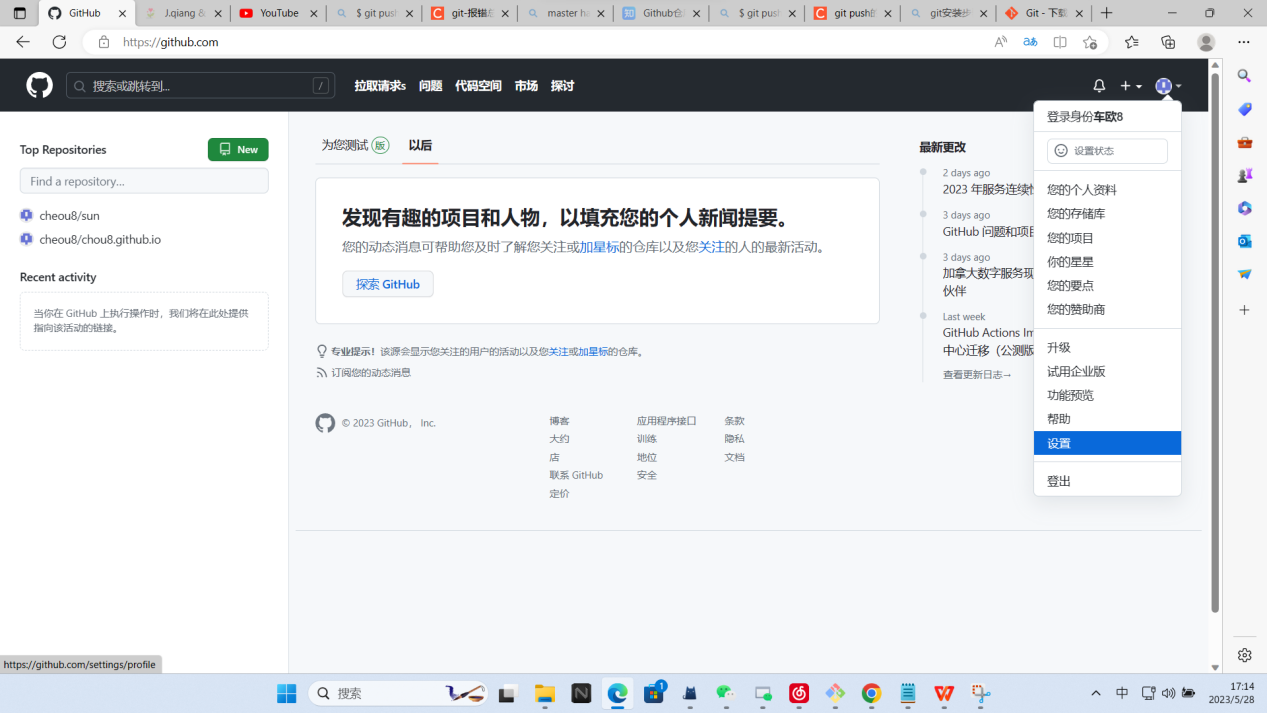 GitHub
J.qiang &
YouTube
$ git push
git-报错
master ha
Github仓
$ git push
git push的
git安装步
Git - 下载
https://github.com
搜索或跳转到...
/
拉取请求s
问题
代码空间
市场
探讨
Top Repositories
New
Find a repository…
cheou8/sun
cheou8/chou8.github.io
Recent activity
当你在 GitHub 上执行操作时，我们将在此处提供
指向该活动的链接。
为您测试 版
以后
发现有趣的项目和人物，以填充您的个人新闻提要。
您的动态消息可帮助您及时了解您关注或加星标的仓库以及您关注的人的最新活动。
探索 GitHub
专业提示！该源会显示您关注的用户的活动以及您关注或加星标的仓库。
订阅您的动态消息
© 2023 GitHub， Inc.
博客
大约
店
联系 GitHub
定价
应用程序接口
训练
地位
安全
条款
隐私
文档
最新更改
2 days ago
2023 年服务连续性
3 days ago
GitHub 问题和项目
3 days ago
加拿大数字服务现
伙伴
Last week
GitHub Actions Im
中心迁移（公测版
查看更新日志→
登录身份车欧8
设置状态
您的个人资料
您的存储库
您的项目
你的星星
您的要点
您的赞助商
升级
试用企业版
功能预览
帮助
设置
登出
https://github.com/settings/profile
搜索
1
中
17:14
2023/5/28